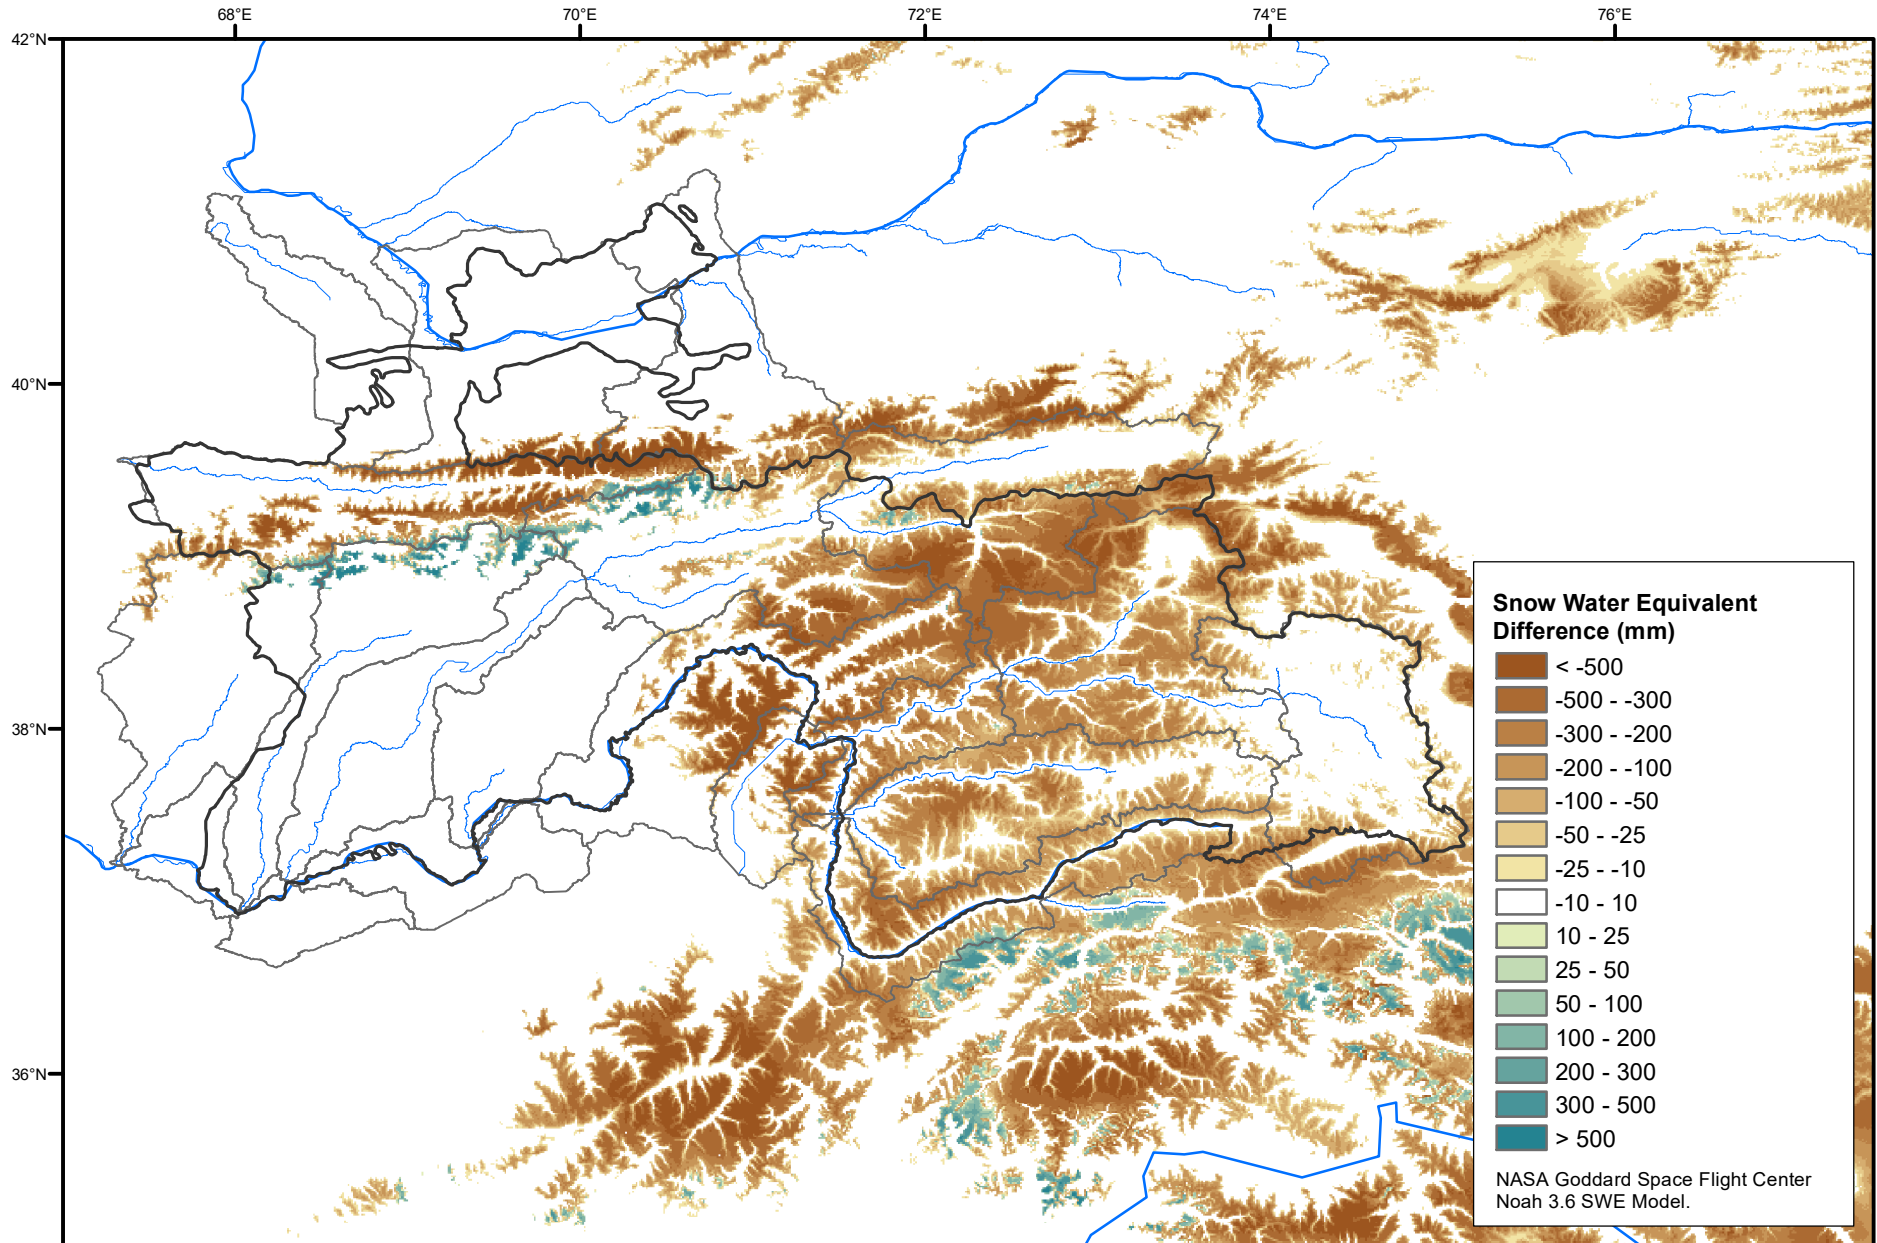 68°E 70°E 72°E 74°E 76°E
42°N
40°N
38°N
36°N
Snow Water Equivalent
Difference (mm)
< -500
-500 - -300
-300 - -200
-200 - -100
-100 - -50
-50 - -25
-25 - -10
-10 - 10
10 - 25
25 - 50
50 - 100
100 - 200
200 - 300
300 - 500
> 500
NASA Goddard Space Flight Center
Noah 3.6 SWE Model.